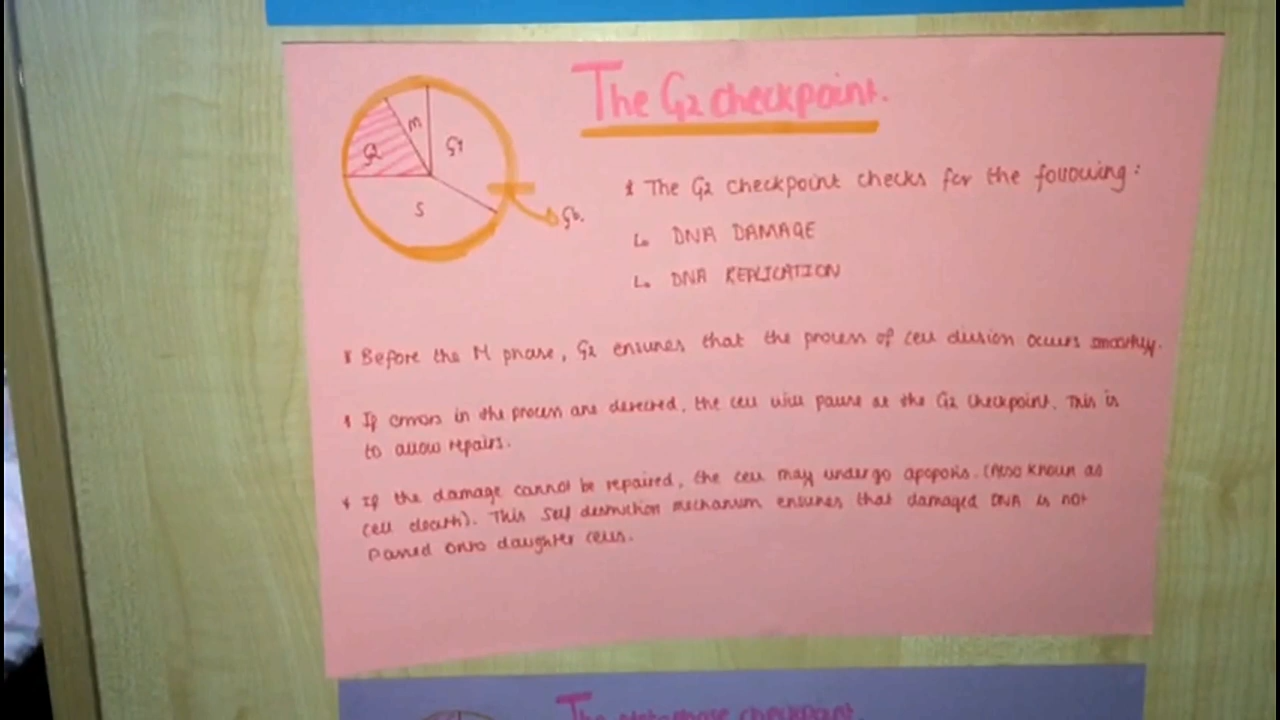 The G2 checkpoint.
M
G1
G2
S
G0.
* The G2 checkpoint checks for the following:
↳ DNA DAMAGE
↳ DNA REPLICATION
* Before the M phase, G2 ensures that the process of cell divsion occurs smoothly.
* If errors in the process are detected, the cell will pause at the G2 checkpoint. This is
to allow repairs.
* If the damage cannot be repaired, the cell may undergo apoptosis. (Also known as
cell death). This self destruction mechanism ensures that damaged DNA is not
passed onto daughter cells.
The metaphase checkpoint.